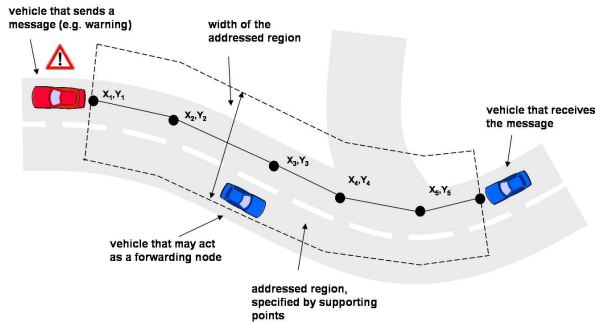 vehicle that sends a
message (e.g. warning)
width of the
addressed region
!
X1,Y1
X2,Y2
vehicle that receives
the message
X3,Y3
X4,Y4
X5,Y5
vehicle that may act
as a forwarding node
addressed region,
specified by supporting
points